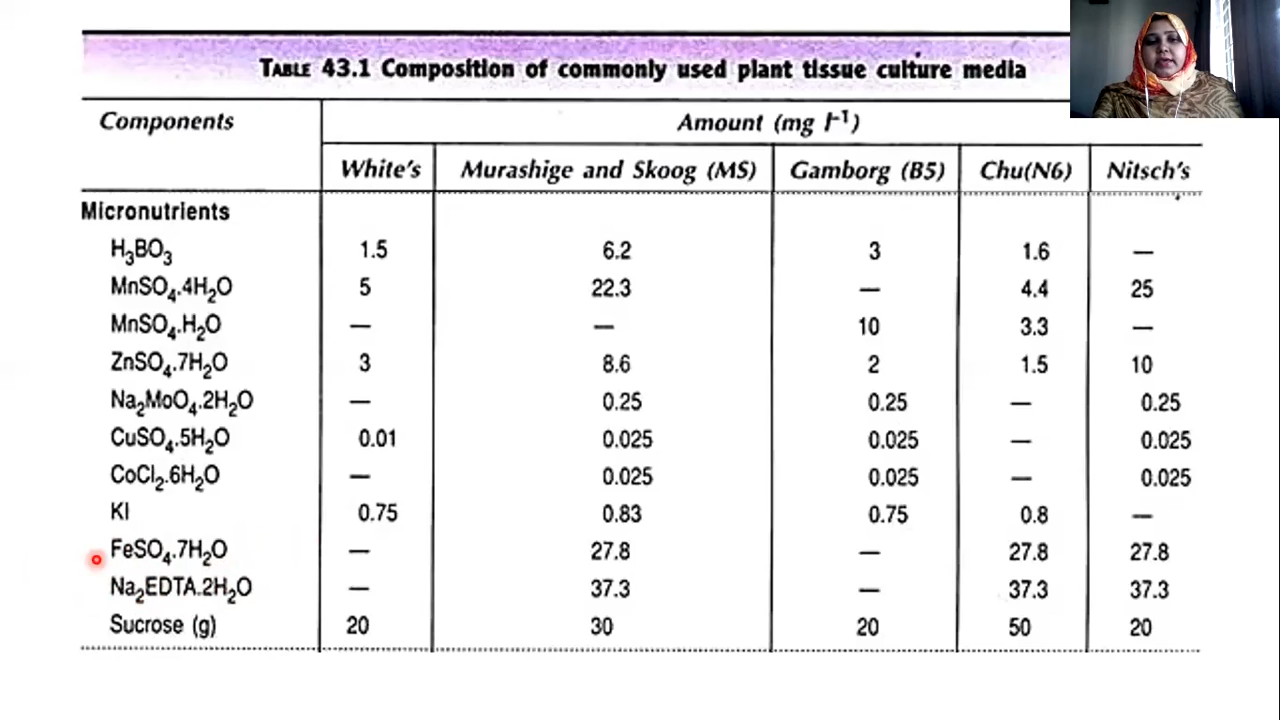 TABLE 43.1 Composition of commonly used plant tissue culture media
Components Amount (mg l⁻¹)
White's Murashige and Skoog (MS) Gamborg (B5) Chu(N6) Nitsch's
Micronutrients
H₃BO₃ 1.5 6.2 3 1.6 —
MnSO₄.4H₂O 5 22.3 — 4.4 25
MnSO₄.H₂O — — 10 3.3 —
ZnSO₄.7H₂O 3 8.6 2 1.5 10
Na₂MoO₄.2H₂O — 0.25 0.25 — 0.25
CuSO₄.5H₂O 0.01 0.025 0.025 — 0.025
CoCl₂.6H₂O — 0.025 0.025 — 0.025
KI 0.75 0.83 0.75 0.8 —
FeSO₄.7H₂O — 27.8 — 27.8 27.8
Na₂EDTA.2H₂O — 37.3 — 37.3 37.3
Sucrose (g) 20 30 20 50 20